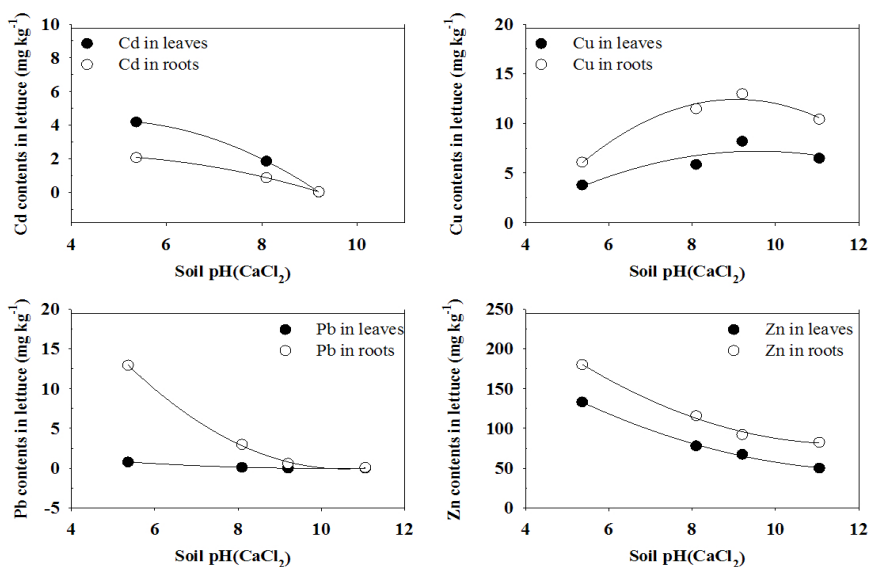 Cd contents in lettuce (mg kg⁻¹)
10
8
6
4
2
0
Cd in leaves
Cd in roots
4 6 8 10
Soil pH(CaCl₂)
Cu contents in lettuce (mg kg⁻¹)
20
15
10
5
0
Cu in leaves
Cu in roots
4 6 8 10 12
Soil pH(CaCl₂)
Pb contents in lettuce (mg kg⁻¹)
20
15
10
5
0
-5
Pb in leaves
Pb in roots
4 6 8 10 12
Soil pH(CaCl₂)
Zn contents in lettuce (mg kg⁻¹)
250
200
150
100
50
0
Zn in leaves
Zn in roots
4 6 8 10 12
Soil pH(CaCl₂)